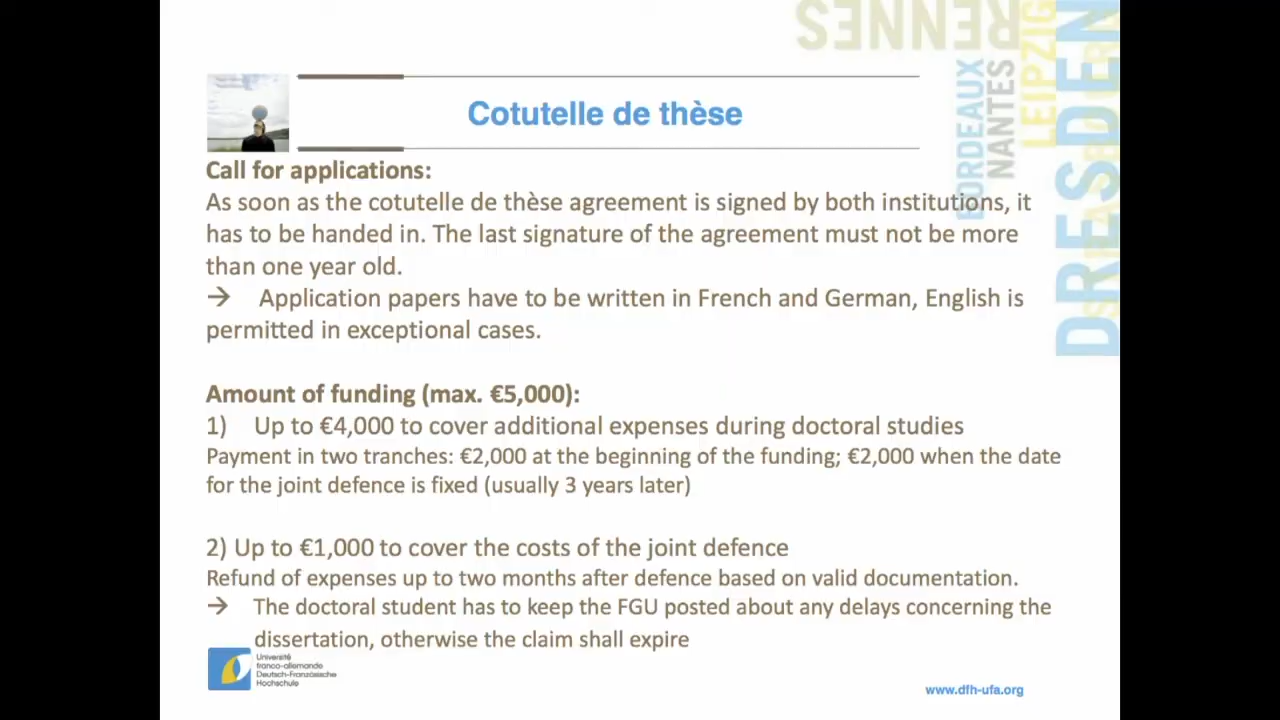 RENNES
BORDEAUX
NANTES
LEIPZIG
DRESDEN
Cotutelle de thèse
Call for applications:
As soon as the cotutelle de thèse agreement is signed by both institutions, it
has to be handed in. The last signature of the agreement must not be more
than one year old.
→ Application papers have to be written in French and German, English is
permitted in exceptional cases.
Amount of funding (max. €5,000):
1) Up to €4,000 to cover additional expenses during doctoral studies
Payment in two tranches: €2,000 at the beginning of the funding; €2,000 when the date
for the joint defence is fixed (usually 3 years later)
2) Up to €1,000 to cover the costs of the joint defence
Refund of expenses up to two months after defence based on valid documentation.
→ The doctoral student has to keep the FGU posted about any delays concerning the
dissertation, otherwise the claim shall expire
Université
franco-allemande
Deutsch-Französische
Hochschule
www.dfh-ufa.org